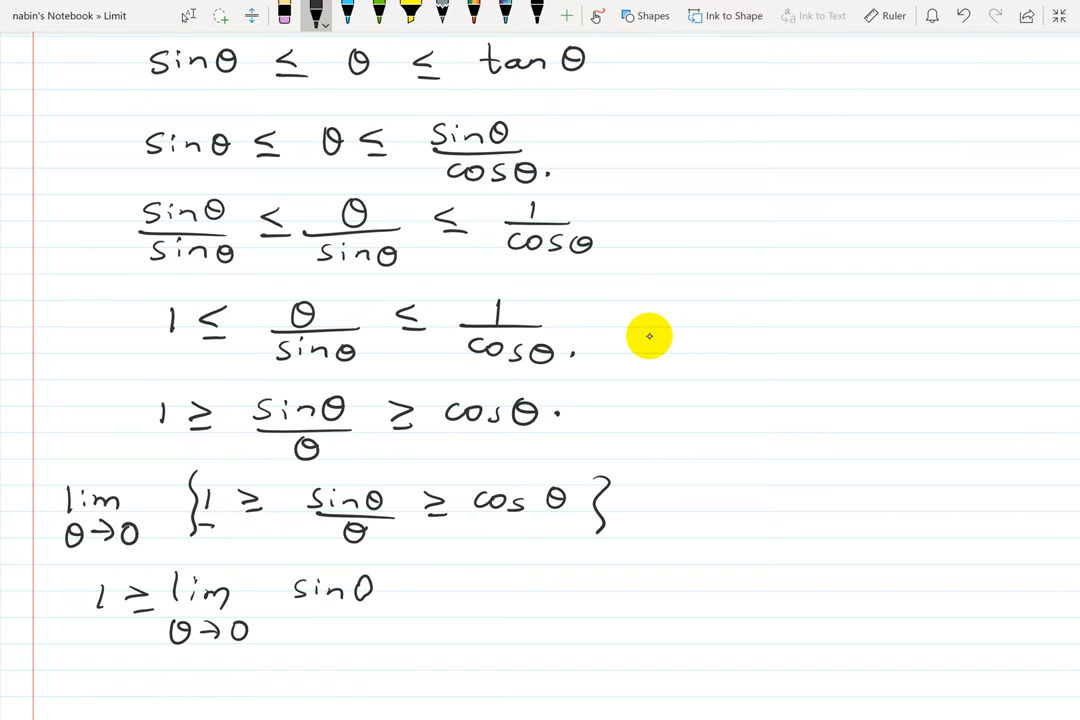 nabin's Notebook » Limit Shapes Ink to Shape Ink to Text Ruler
sinθ ≤ θ ≤ tan θ
sinθ ≤ θ ≤ sinθ/cosθ.
sinθ/sinθ ≤ θ/sinθ ≤ 1/cosθ
1 ≤ θ/sinθ ≤ 1/cosθ.
1 ≥ sinθ/θ ≥ cosθ.
lim θ→0 { 1 ≥ sinθ/θ ≥ cos θ }
1 ≥ lim θ→0 sinθ